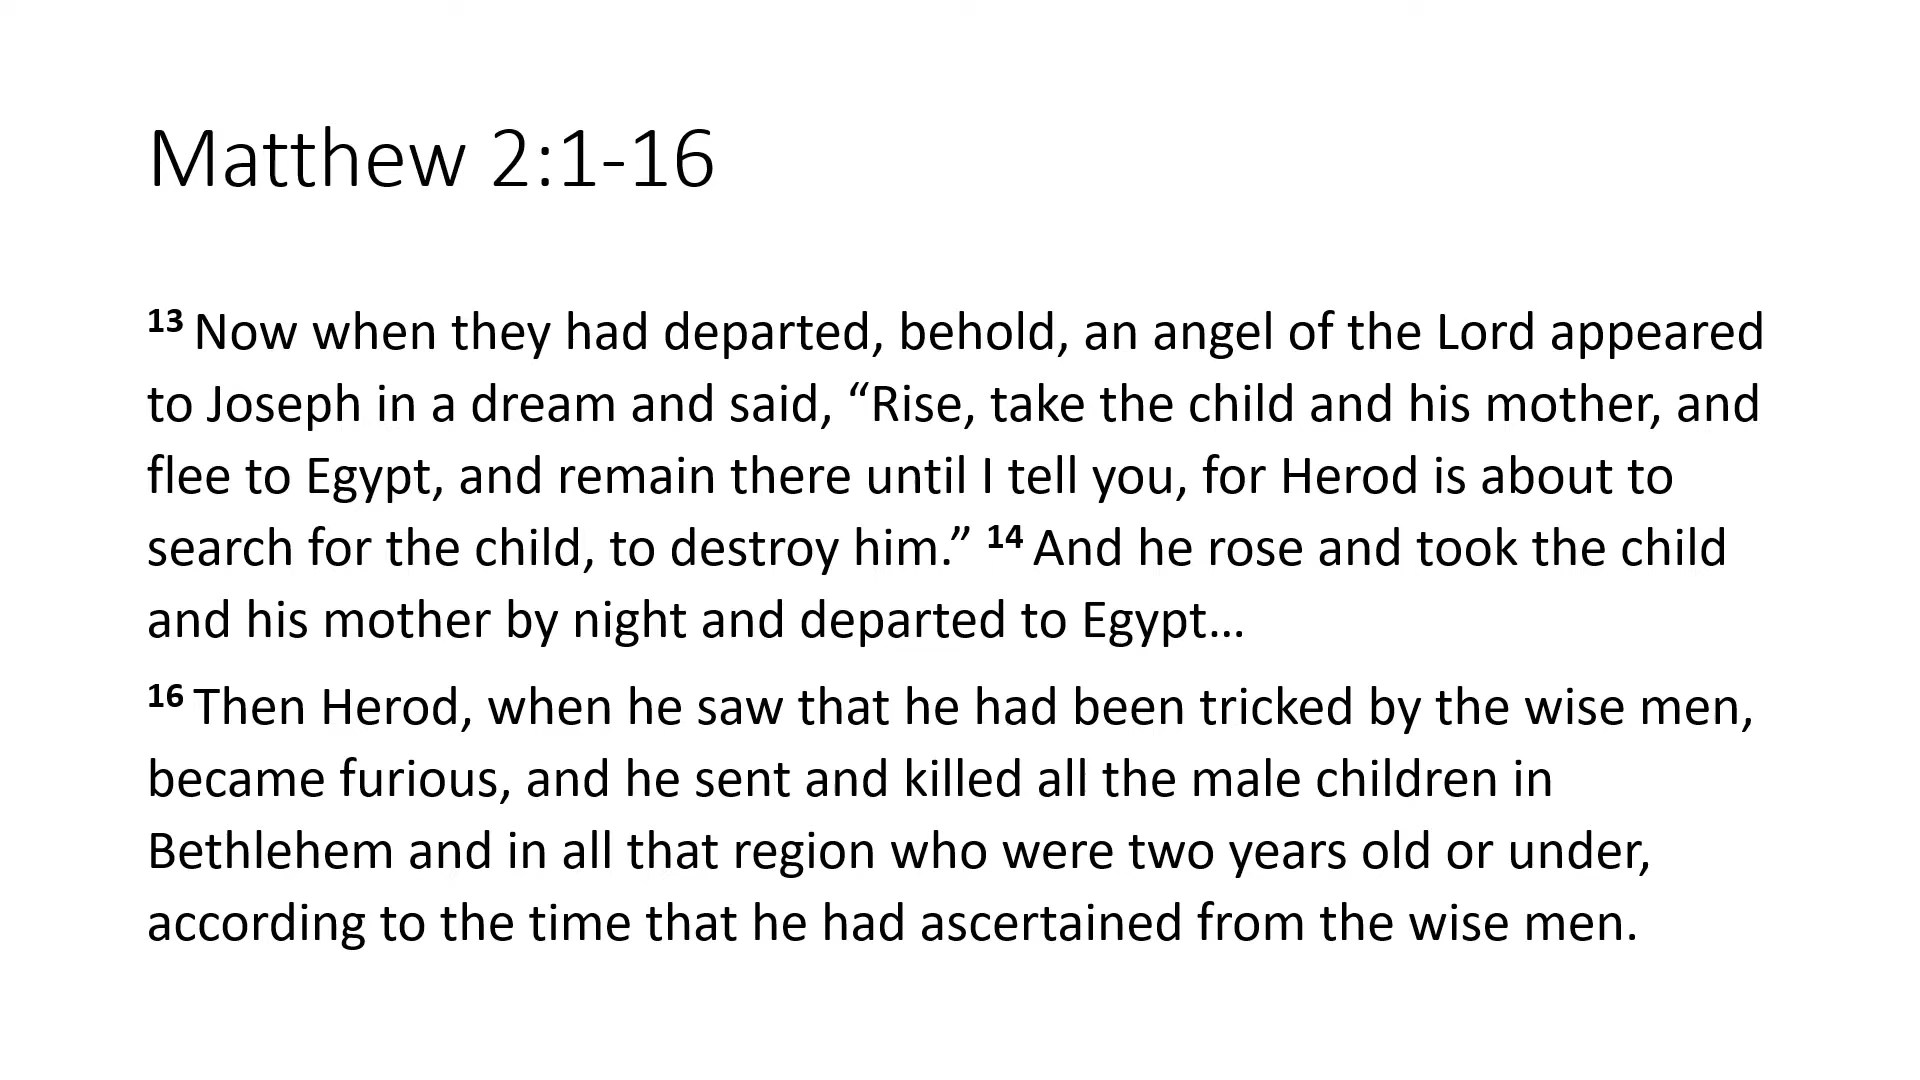 Matthew 2:1-16
13 Now when they had departed, behold, an angel of the Lord appeared
to Joseph in a dream and said, “Rise, take the child and his mother, and
flee to Egypt, and remain there until I tell you, for Herod is about to
search for the child, to destroy him.” 14 And he rose and took the child
and his mother by night and departed to Egypt…
16 Then Herod, when he saw that he had been tricked by the wise men,
became furious, and he sent and killed all the male children in
Bethlehem and in all that region who were two years old or under,
according to the time that he had ascertained from the wise men.